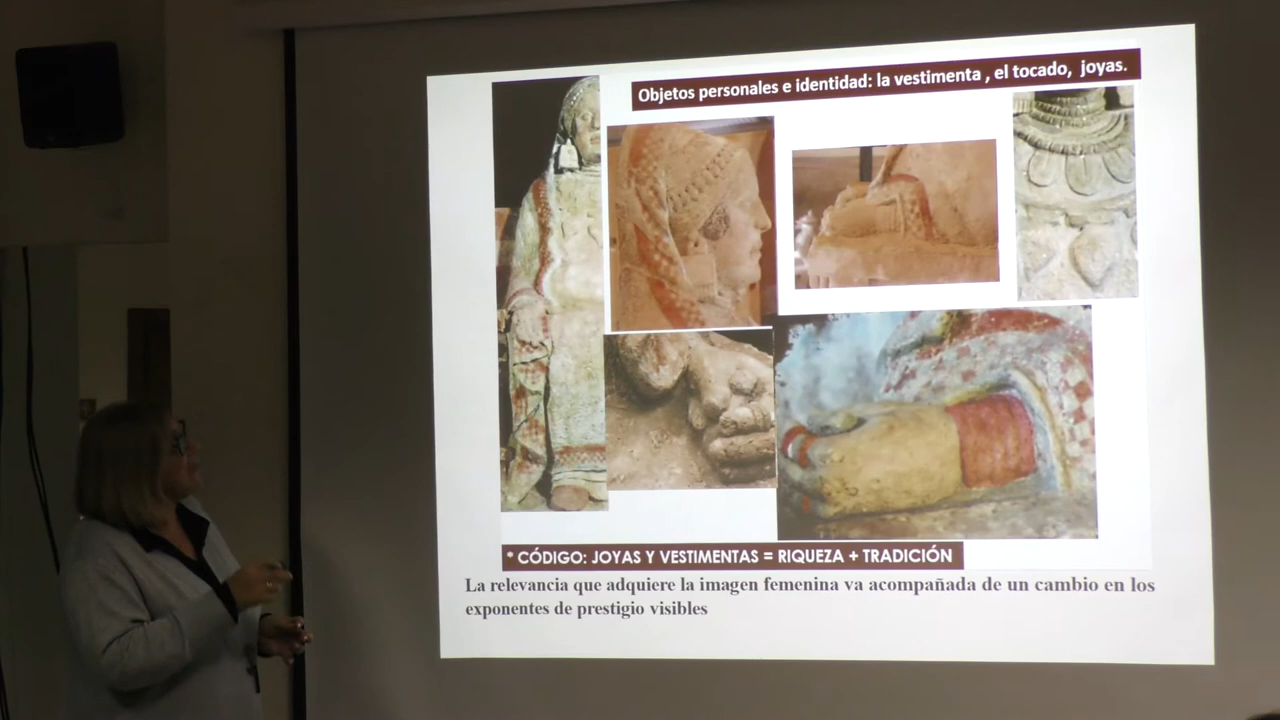 Objetos personales e identidad: la vestimenta , el tocado, joyas.
* CÓDIGO: JOYAS Y VESTIMENTAS = RIQUEZA + TRADICIÓN
La relevancia que adquiere la imagen femenina va acompañada de un cambio en los
exponentes de prestigio visibles